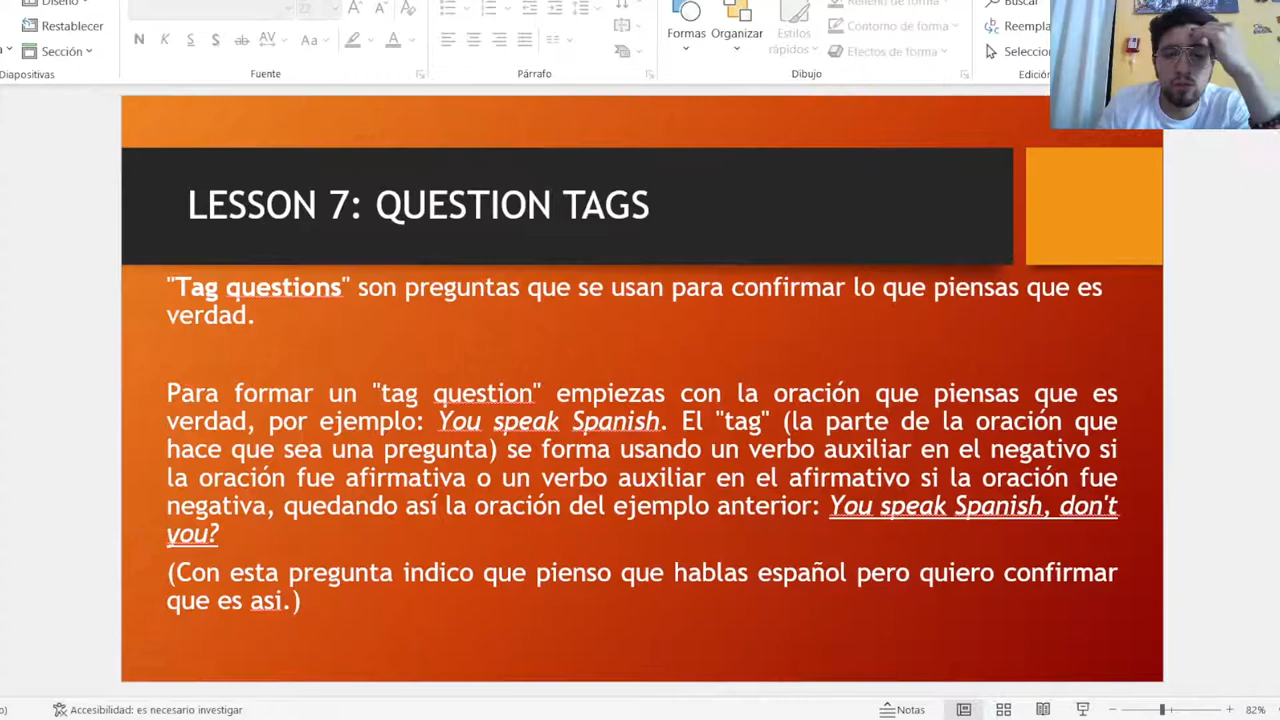 Diseño
Restablecer
Sección
Diapositivas
N K S S ab AV Aa A
Fuente
Párrafo
Formas
Organizar
Estilos
rápidos
Relleno de forma
Contorno de forma
Efectos de forma
Dibujo
Buscar
Reempla
Seleccion
Edición
LESSON 7: QUESTION TAGS
"Tag questions" son preguntas que se usan para confirmar lo que piensas que es
verdad.
Para formar un "tag question" empiezas con la oración que piensas que es
verdad, por ejemplo: You speak Spanish. El "tag" (la parte de la oración que
hace que sea una pregunta) se forma usando un verbo auxiliar en el negativo si
la oración fue afirmativa o un verbo auxiliar en el afirmativo si la oración fue
negativa, quedando así la oración del ejemplo anterior: You speak Spanish, don't
you?
(Con esta pregunta indico que pienso que hablas español pero quiero confirmar
que es asi.)
o)
Accesibilidad: es necesario investigar
Notas
82%